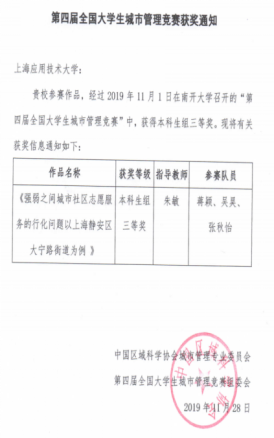 第四届全国大学生城市管理竞赛获奖通知
上海应用技术大学：
贵校参赛作品，经过 2019 年 11 月 1 日在南开大学召开的“第
四届全国大学生城市管理竞赛”中，获得本科生组三等奖。现将有关
获奖信息通知如下：
作品名称 获奖等级 指导教师 参赛队员
《强弱之间城市社区志愿服 本科生组 朱敏 蒋颖、吴昊、
务的行化问题以上海静安区 三等奖 张秋怡
大宁路街道为例 》
中国区域科学协会城市管理专业委员会
第四届全国大学生城市管理竞赛组委会
2019 年 11 月 28 日